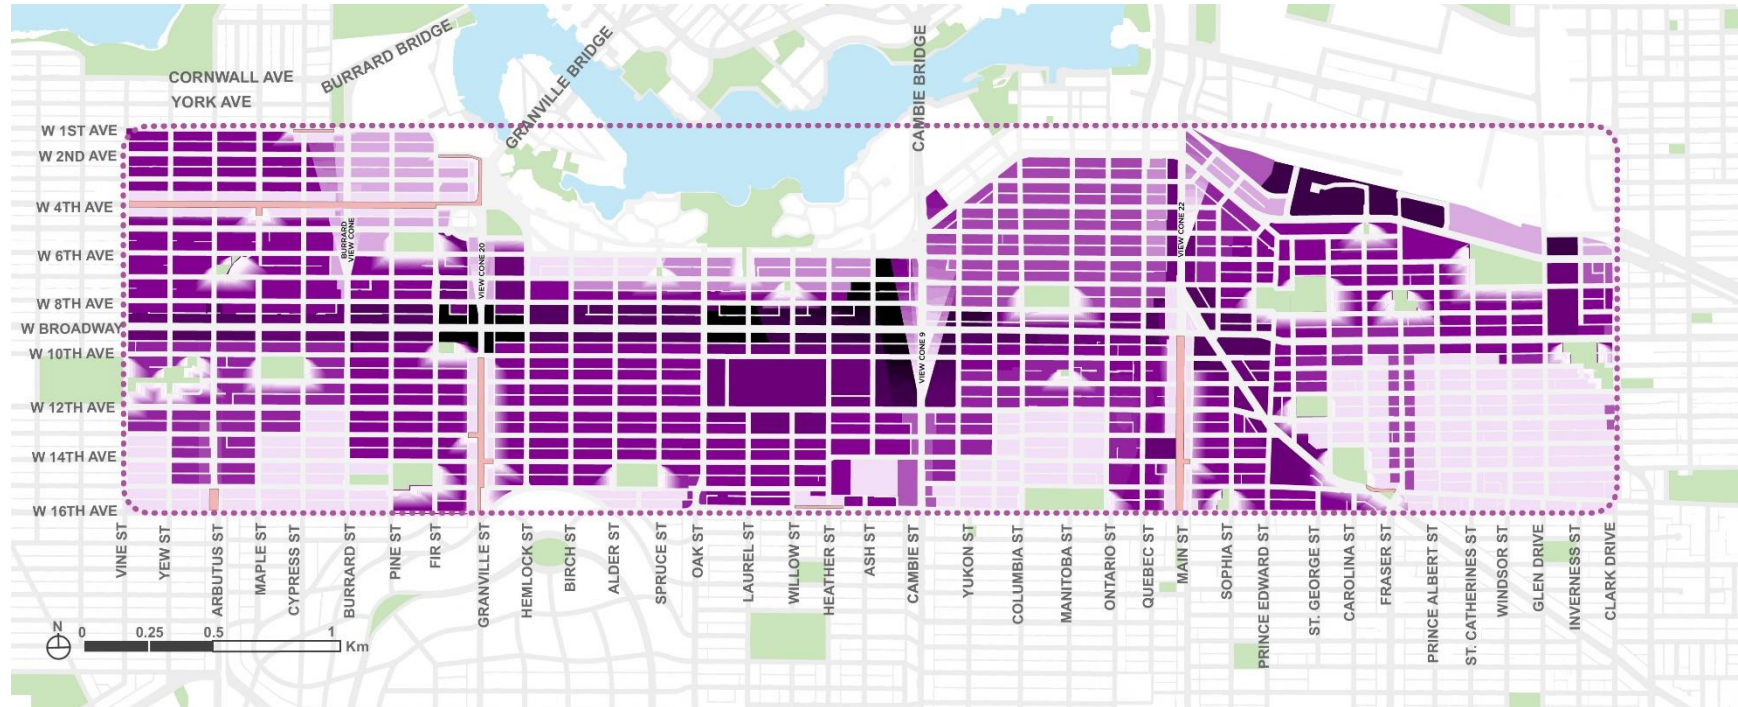 CORNWALL AVE
YORK AVE
BURRARD BRIDGE
GRANVILLE BRIDGE
CAMBIE BRIDGE
W 1ST AVE
W 2ND AVE
W 4TH AVE
W 6TH AVE
W 8TH AVE
W BROADWAY
W 10TH AVE
W 12TH AVE
W 14TH AVE
W 16TH AVE
BURRARD
VIEW CONE
VIEW CONE 20
VIEW CONE 9
VIEW CONE 22
VINE ST
YEW ST
ARBUTUS ST
MAPLE ST
CYPRESS ST
BURRARD ST
PINE ST
FIR ST
GRANVILLE ST
HEMLOCK ST
BIRCH ST
ALDER ST
SPRUCE ST
OAK ST
LAUREL ST
WILLOW ST
HEATHER ST
ASH ST
CAMBIE ST
YUKON ST
COLUMBIA ST
MANITOBA ST
ONTARIO ST
QUEBEC ST
MAIN ST
SOPHIA ST
PRINCE EDWARD ST
ST. GEORGE ST
CAROLINA ST
FRASER ST
PRINCE ALBERT ST
ST. CATHERINES ST
WINDSOR ST
GLEN DRIVE
INVERNESS ST
CLARK DRIVE
N
0 0.25 0.5 1
Km